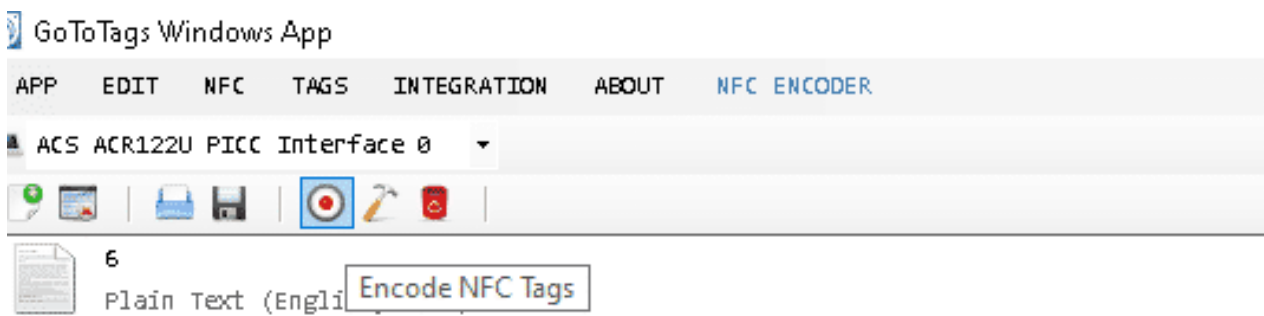 GoToTags Windows App
APP EDIT NFC TAGS INTEGRATION ABOUT NFC ENCODER
ACS ACR122U PICC Interface 0
6
Plain Text
Encode NFC Tags